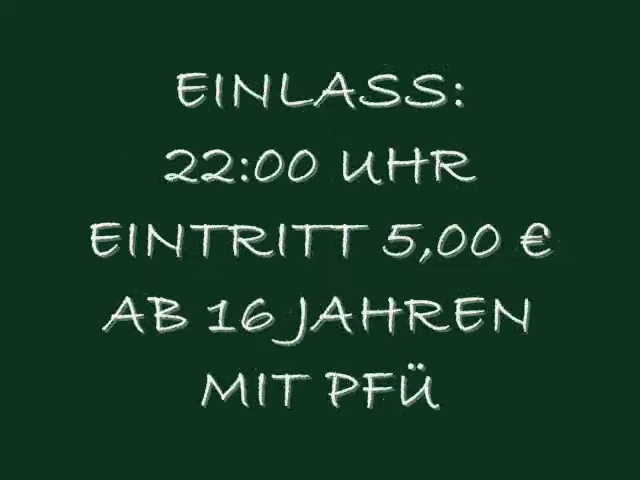 EINLASS:
22:00 UHR
EINTRITT 5,00 €
AB 16 JAHREN
MIT PFÜ